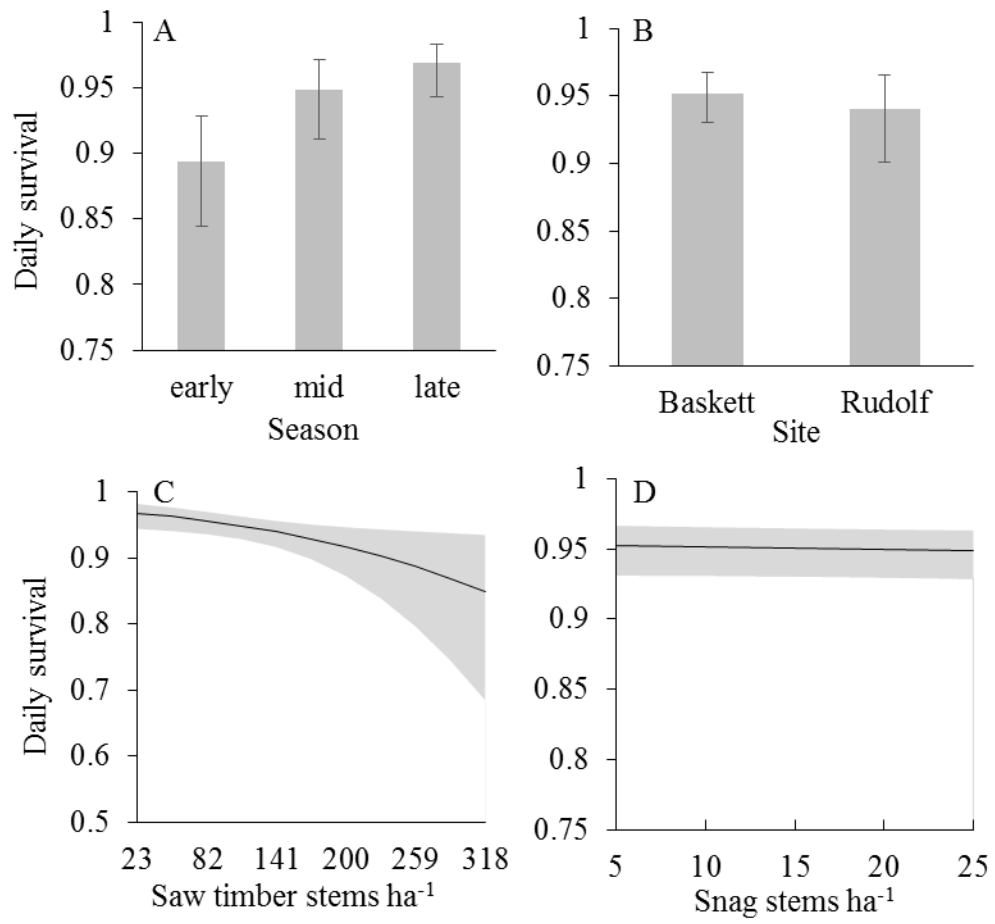 A
Daily survival
1
0.95
0.9
0.85
0.8
0.75
early mid late
Season
B
1
0.95
0.9
0.85
0.8
0.75
Baskett Rudolf
Site
C
Daily survival
1
0.9
0.8
0.7
0.6
0.5
23 82 141 200 259 318
Saw timber stems ha⁻¹
D
1
0.95
0.9
0.85
0.8
0.75
5 10 15 20 25
Snag stems ha⁻¹